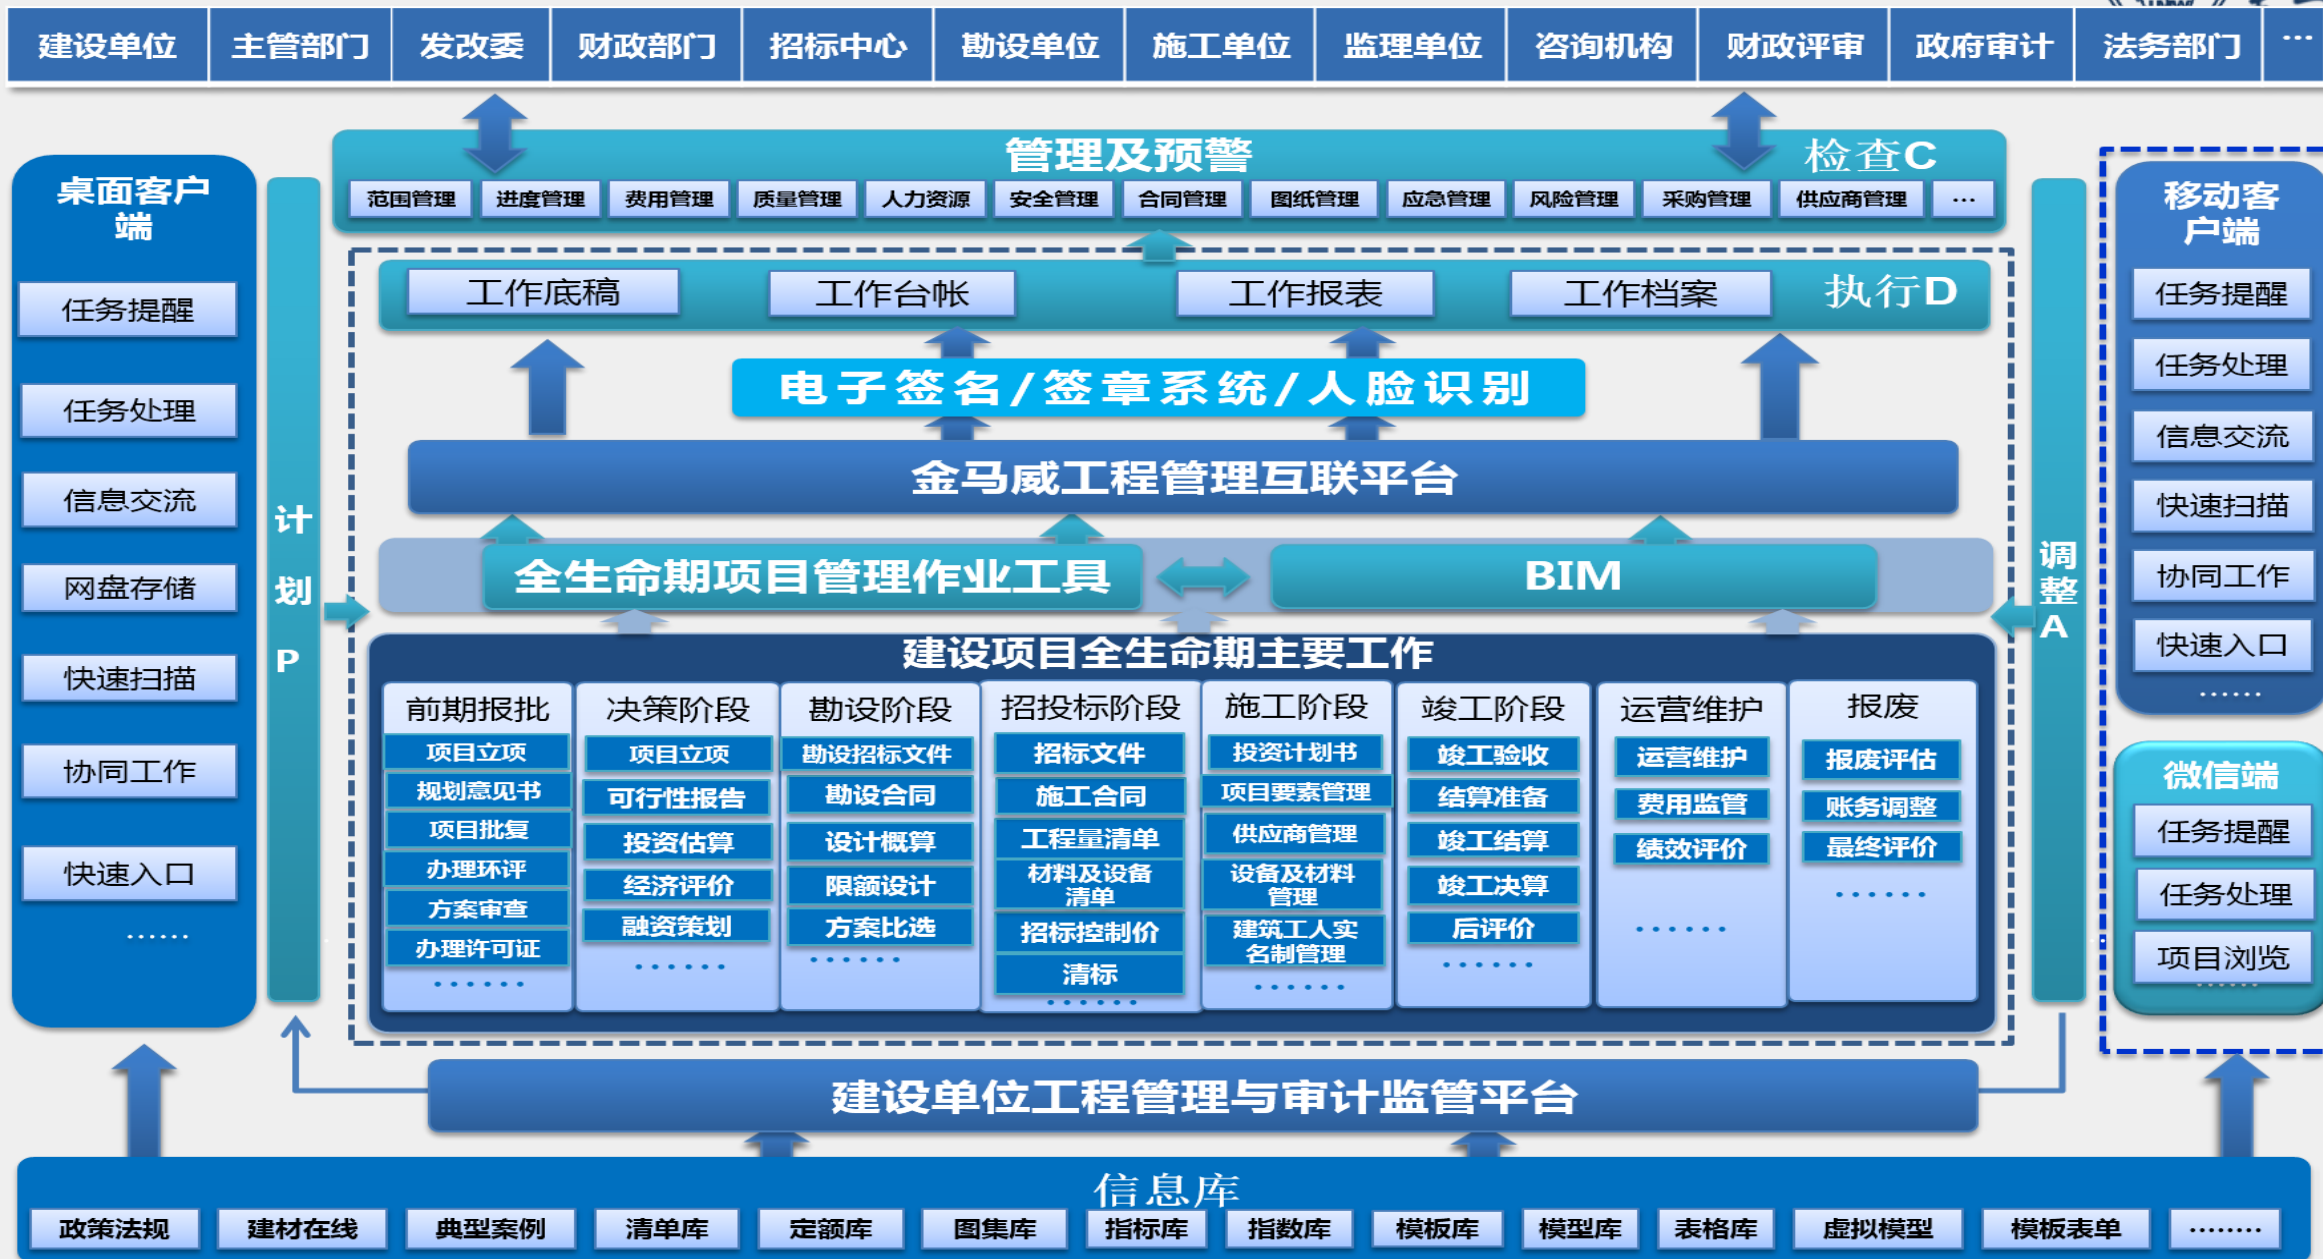 建设单位 主管部门 发改委 财政部门 招标中心 勘设单位 施工单位 监理单位 咨询机构 财政评审 政府审计 法务部门 ...
管理及预警 检查C
范围管理 进度管理 费用管理 质量管理 人力资源 安全管理 合同管理 图纸管理 应急管理 风险管理 采购管理 供应商管理 ...
桌面客户
端
任务提醒
任务处理
信息交流
网盘存储
快速扫描
协同工作
快速入口
......
计
划
P
工作底稿 工作台帐 工作报表 工作档案 执行D
电子签名/签章系统/人脸识别
金马威工程管理互联平台
全生命期项目管理作业工具 BIM
建设项目全生命期主要工作
前期报批
项目立项
规划意见书
项目批复
办理环评
方案审查
办理许可证
......
决策阶段
项目立项
可行性报告
投资估算
经济评价
融资策划
......
勘设阶段
勘设招标文件
勘设合同
设计概算
限额设计
方案比选
......
招投标阶段
招标文件
施工合同
工程量清单
材料及设备
清单
招标控制价
清标
......
施工阶段
投资计划书
项目要素管理
供应商管理
设备及材料
管理
建筑工人实
名制管理
......
竣工阶段
竣工验收
结算准备
竣工结算
竣工决算
后评价
......
运营维护
运营维护
费用监管
绩效评价
......
报废
报废评估
账务调整
最终评价
......
调
整
A
移动客
户端
任务提醒
任务处理
信息交流
快速扫描
协同工作
快速入口
......
微信端
任务提醒
任务处理
项目浏览
......
建设单位工程管理与审计监管平台
信息库
政策法规 建材在线 典型案例 清单库 定额库 图集库 指标库 指数库 模板库 模型库 表格库 虚拟模型 模板表单 ........